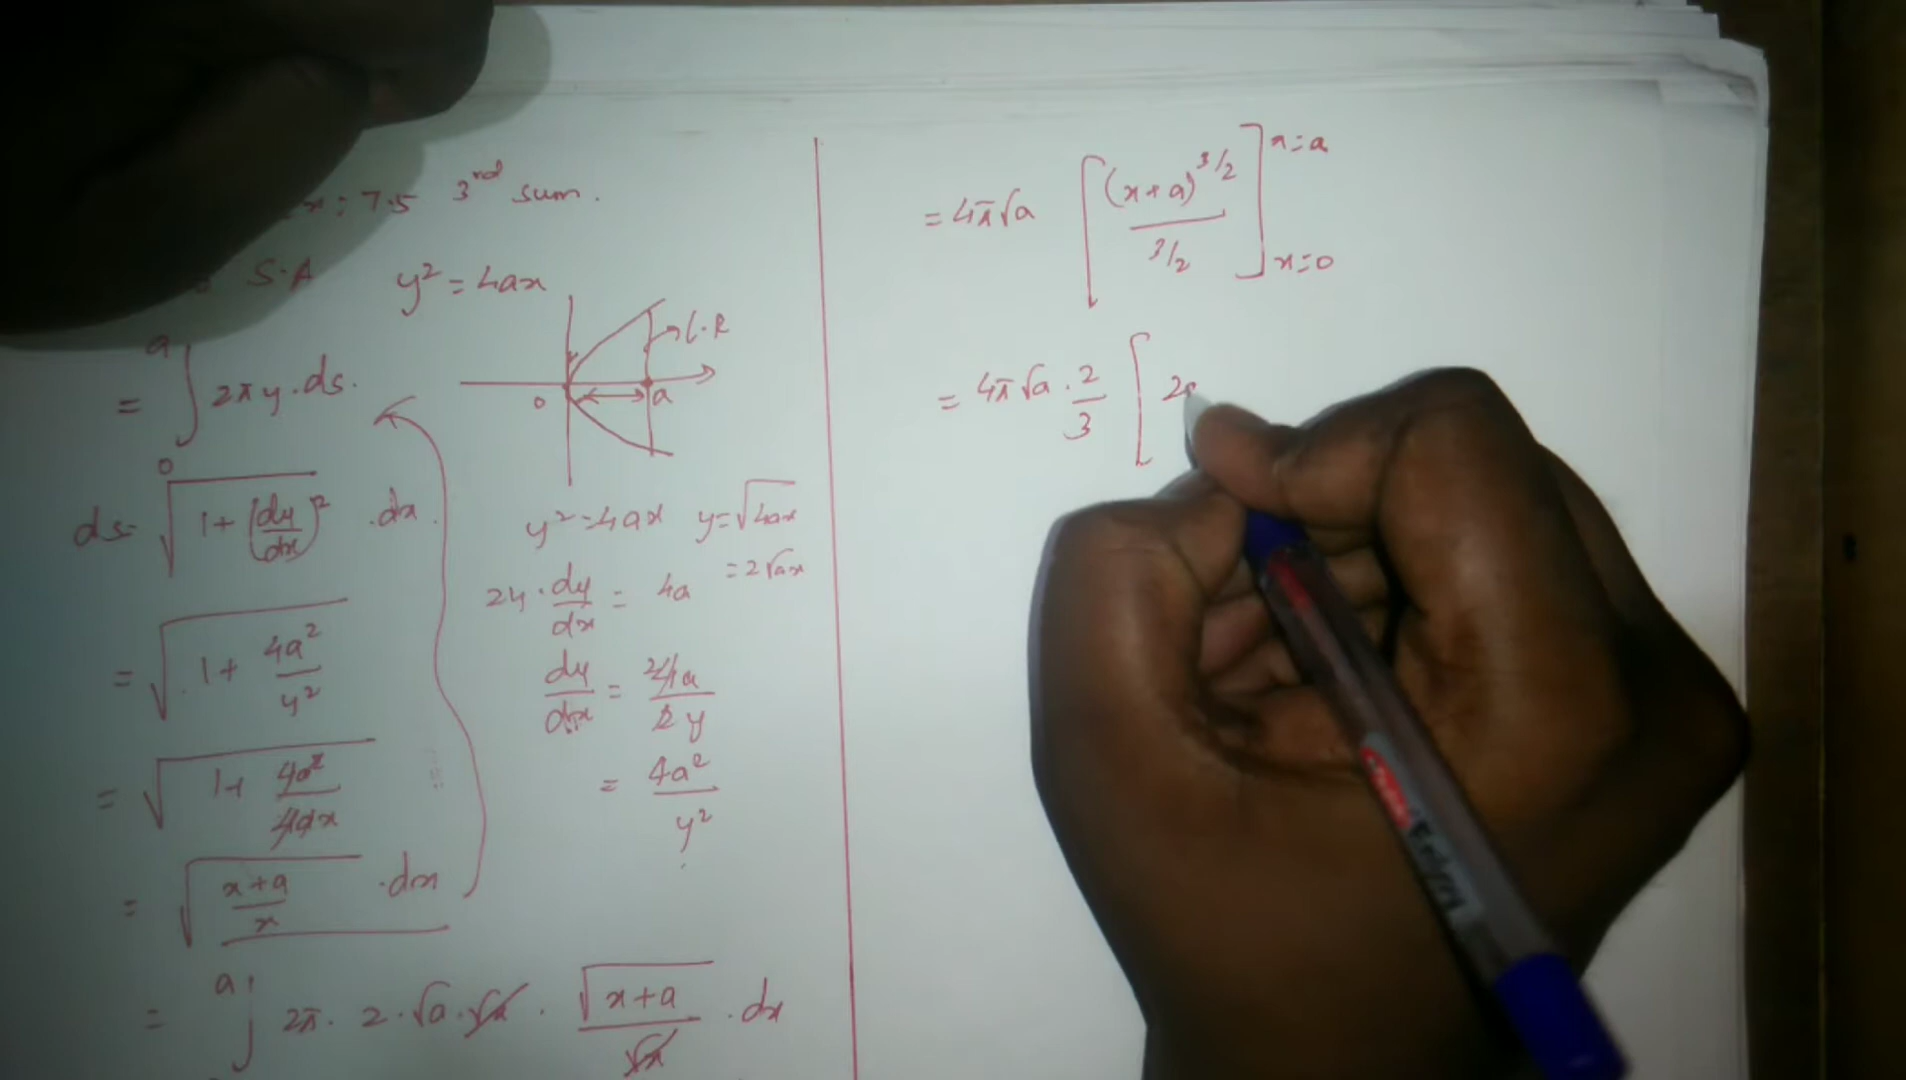 x: 7.5 3rd sum.
S.A y² = 4ax
= ∫₀ᵃ 2πy.ds.
L.R
0 a
ds = √(1+(dy/dx)²) .dx.
= √(1+ 4a²/y²)
= √(1+ 4a²/4ax)
= √((x+a)/x) .dx
y² = 4ax y = √4ax
= 2√ax
2y . dy/dx = 4a
dy/dx = 4a/2y
2
= 4a²/y²
= ∫ᵃ 2π. 2.√a.√x . √(x+a)/√x .dx
= 4π√a [(x+a)^3/2 / 3/2] x=a x=0
= 4π√a . 2/3 [ 2a